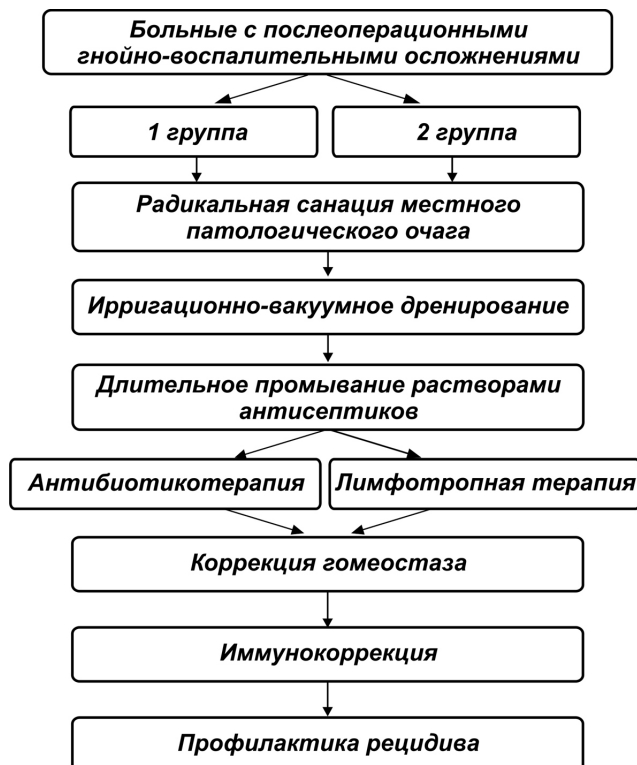 Больные с послеоперационными
гнойно-воспалительными осложнениями
1 группа
2 группа
Радикальная санация местного
патологического очага
Ирригационно-вакуумное дренирование
Длительное промывание растворами
антисептиков
Антибиотикотерапия
Лимфотропная терапия
Коррекция гомеостаза
Иммунокоррекция
Профилактика рецидива